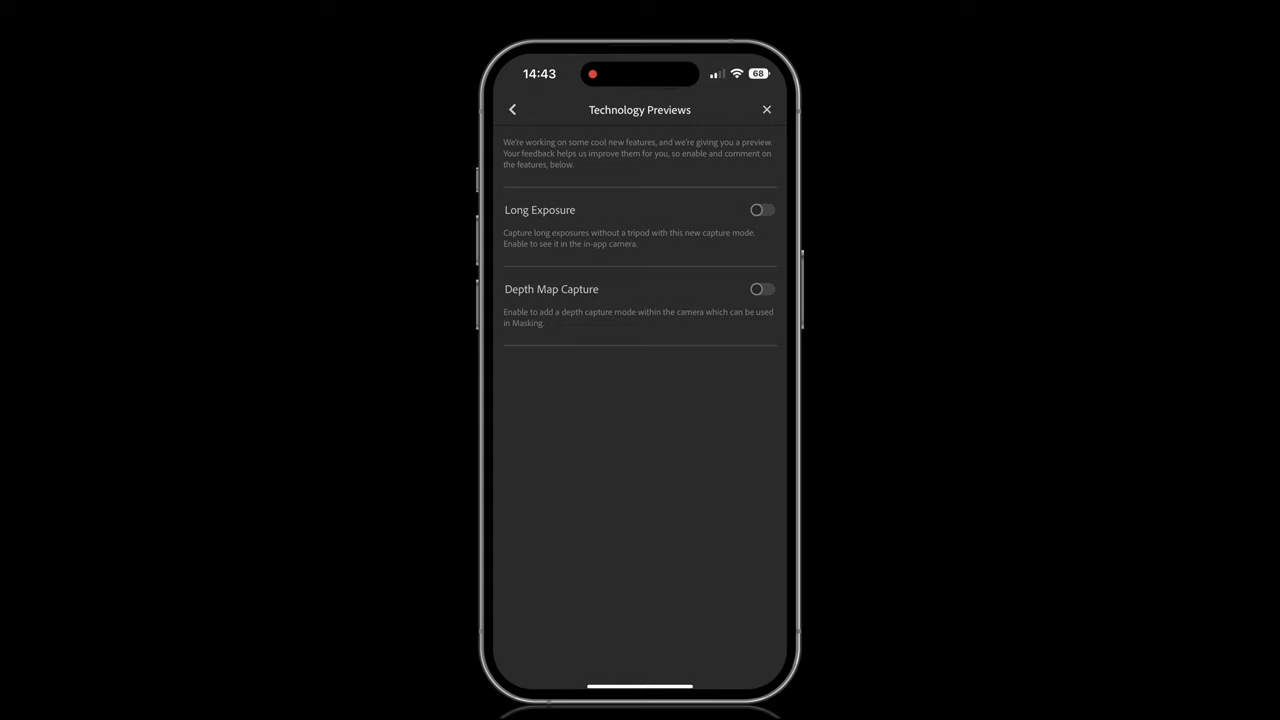 14:43
68
Technology Previews
We're working on some cool new features, and we're giving you a preview.
Your feedback helps us improve them for you, so enable and comment on
the features, below.
Long Exposure
Capture long exposures without a tripod with this new capture mode.
Enable to see it in the in-app camera.
Depth Map Capture
Enable to add a depth capture mode within the camera which can be used
in Masking.